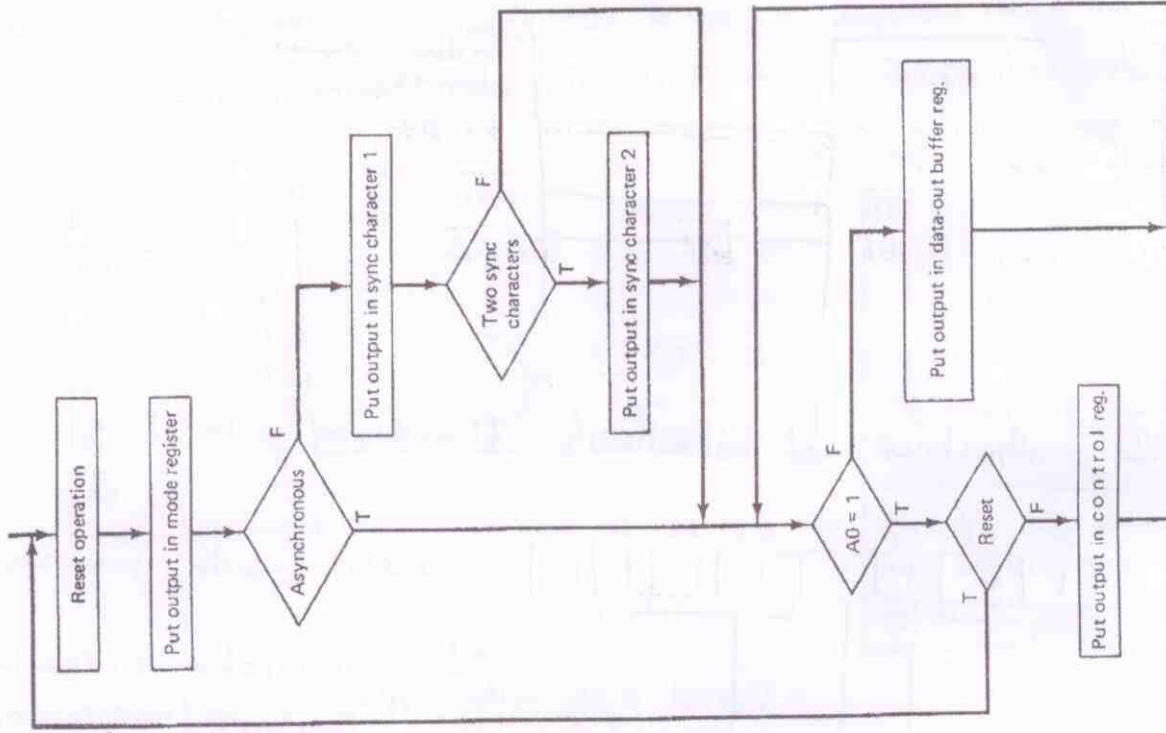 Reset operation
Put output in mode register
Asynchronous
F
T
Put output in sync character 1
Two sync
characters
F
T
Put output in sync character 2
A0 = 1
F
T
Put output in data-out buffer reg.
Reset
T
F
Put output in control reg.